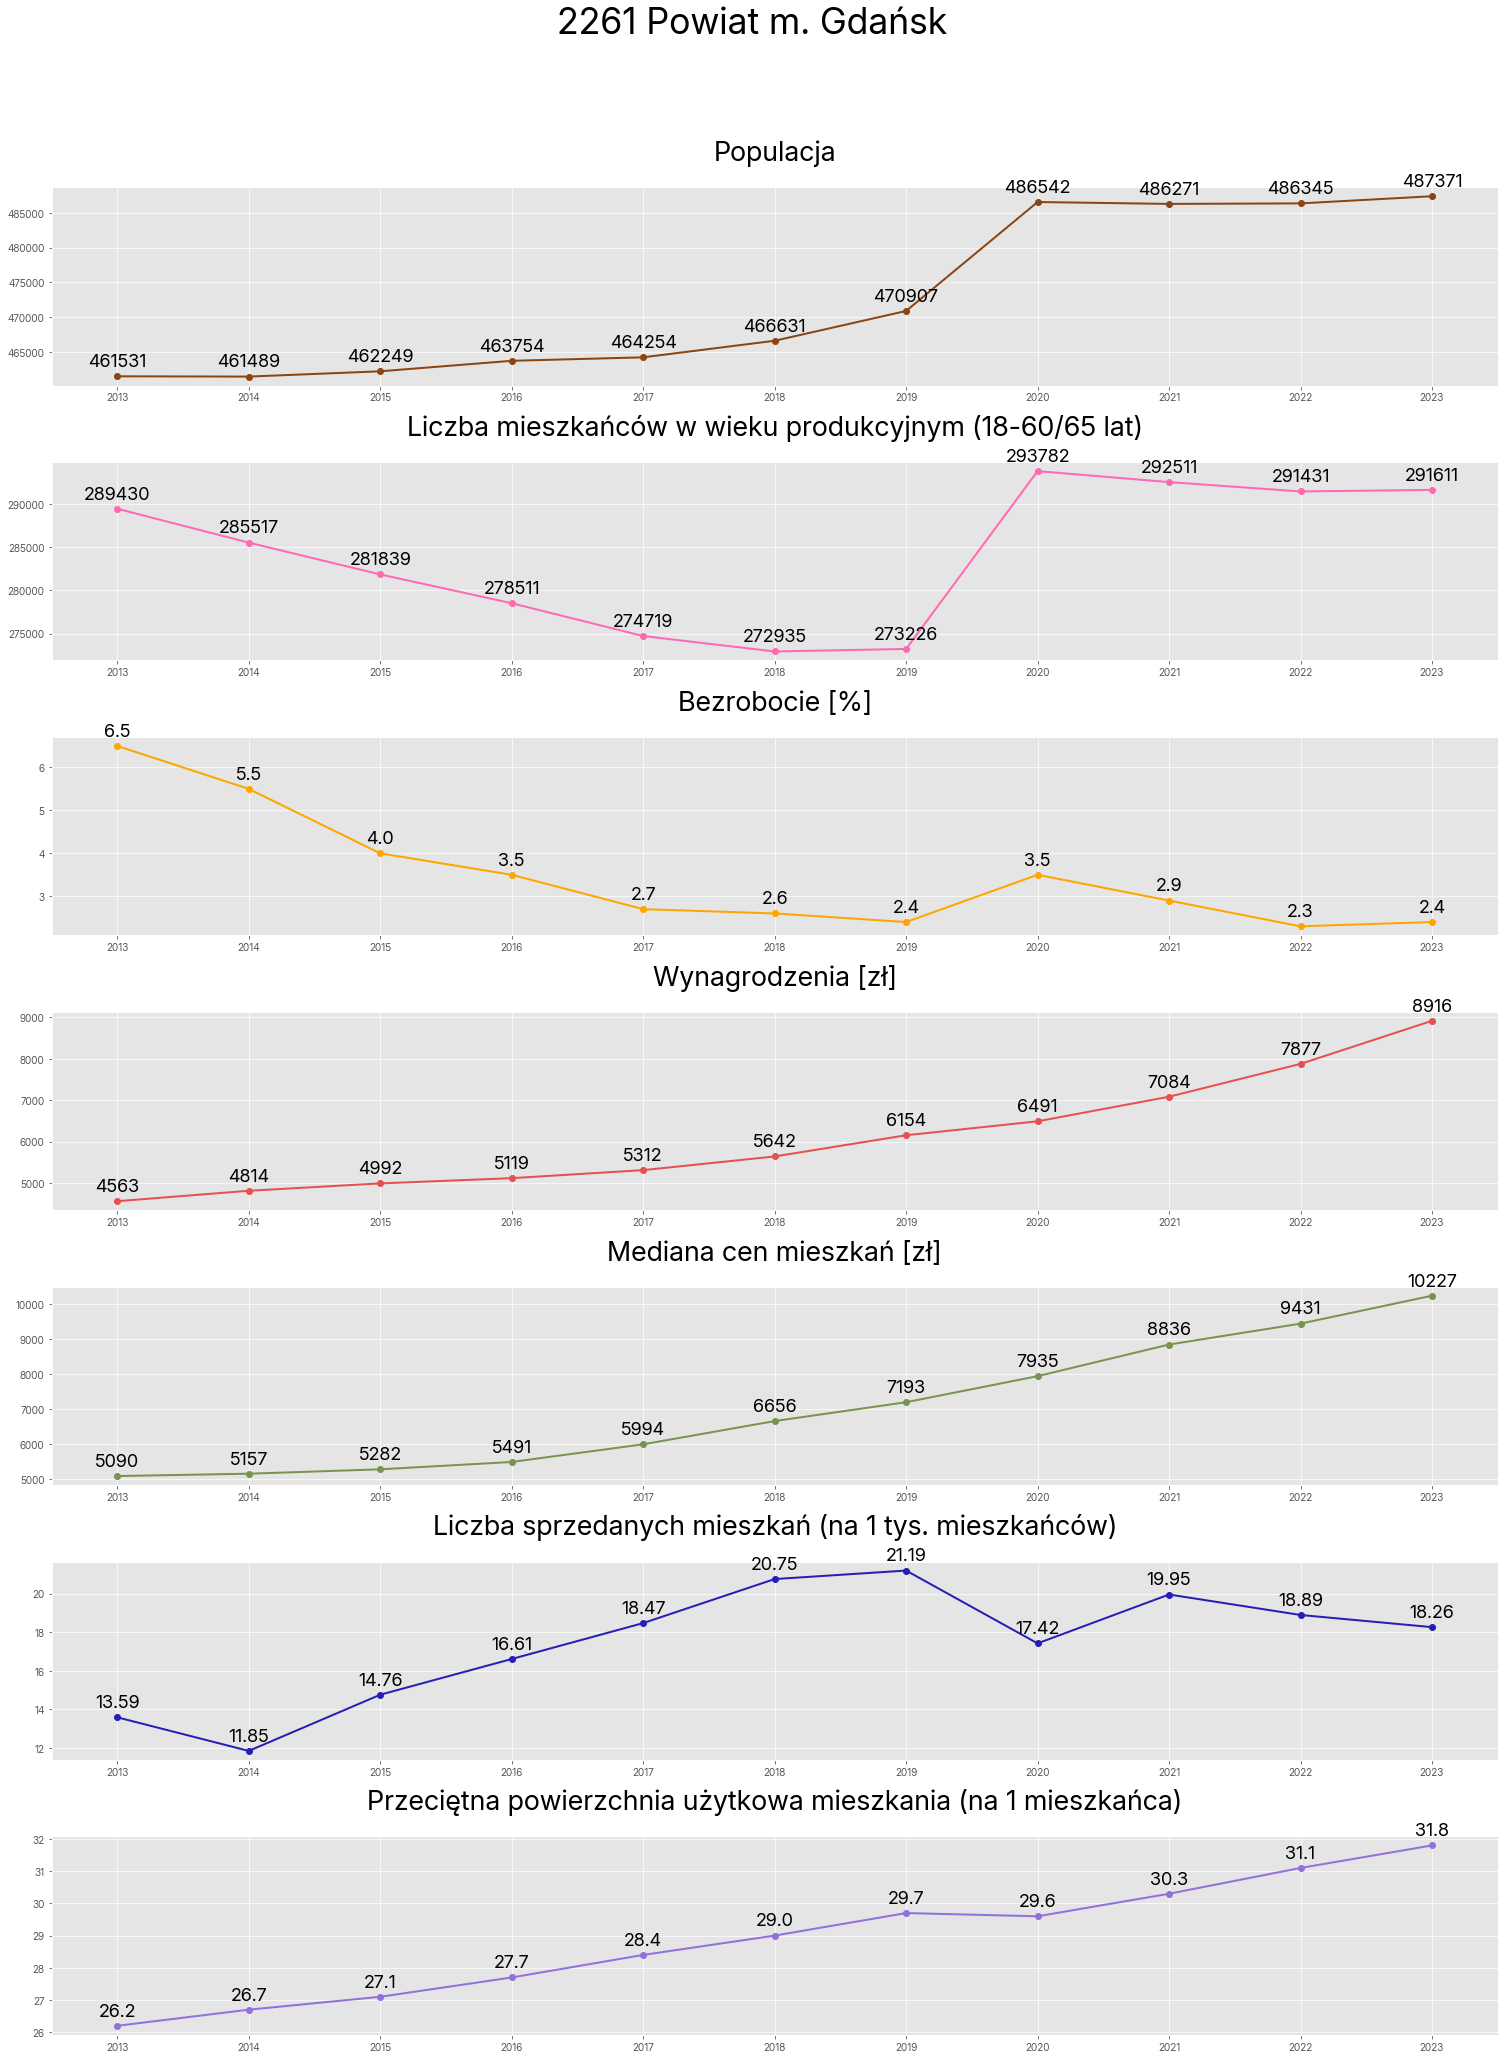 2261 Powiat m. Gdańsk
Populacja
461531 461489 462249 463754 464254 466631 470907 486542 486271 486345 487371
485000
480000
475000
470000
465000
2013 2014 2015 2016 2017 2018 2019 2020 2021 2022 2023
Liczba mieszkańców w wieku produkcyjnym (18-60/65 lat)
289430 285517 281839 278511 274719 272935 273226 293782 292511 291431 291611
290000
285000
280000
275000
2013 2014 2015 2016 2017 2018 2019 2020 2021 2022 2023
Bezrobocie [%]
6.5 5.5 4.0 3.5 2.7 2.6 2.4 3.5 2.9 2.3 2.4
6
5
4
3
2013 2014 2015 2016 2017 2018 2019 2020 2021 2022 2023
Wynagrodzenia [zł]
4563 4814 4992 5119 5312 5642 6154 6491 7084 7877 8916
9000
8000
7000
6000
5000
2013 2014 2015 2016 2017 2018 2019 2020 2021 2022 2023
Mediana cen mieszkań [zł]
5090 5157 5282 5491 5994 6656 7193 7935 8836 9431 10227
10000
9000
8000
7000
6000
5000
2013 2014 2015 2016 2017 2018 2019 2020 2021 2022 2023
Liczba sprzedanych mieszkań (na 1 tys. mieszkańców)
13.59 11.85 14.76 16.61 18.47 20.75 21.19 17.42 19.95 18.89 18.26
20
18
16
14
12
2013 2014 2015 2016 2017 2018 2019 2020 2021 2022 2023
Przeciętna powierzchnia użytkowa mieszkania (na 1 mieszkańca)
26.2 26.7 27.1 27.7 28.4 29.0 29.7 29.6 30.3 31.1 31.8
32
31
30
29
28
27
26
2013 2014 2015 2016 2017 2018 2019 2020 2021 2022 2023